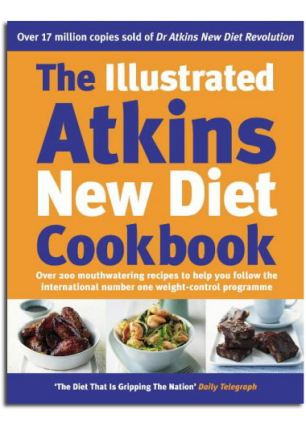 Over 17 million copies sold of Dr Atkins New Diet Revolution
The Illustrated
Atkins
New Diet
Cookbook
Over 200 mouthwatering recipes to help you follow the
international number one weight-control programme
'The Diet That Is Gripping The Nation' Daily Telegraph